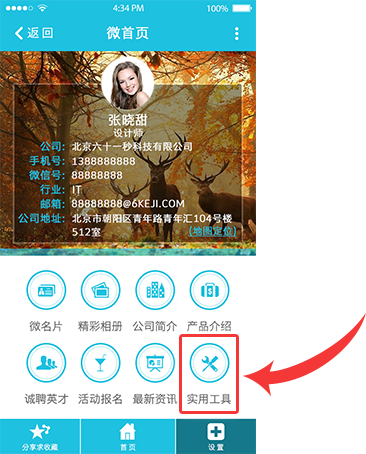 4:34 PM 100%
返回 微首页
张晓甜
设计师
公司：北京六十一秒科技有限公司
手机号：1388888888
微信号：88888888
行业：IT
邮箱：88888888@6KEJI.COM
公司地址：北京市朝阳区青年路青年汇104号楼
512室 (地图定位)
微名片 精彩相册 公司简介 产品介绍
诚聘英才 活动报名 最新资讯 实用工具
分享求收藏 首页 设置